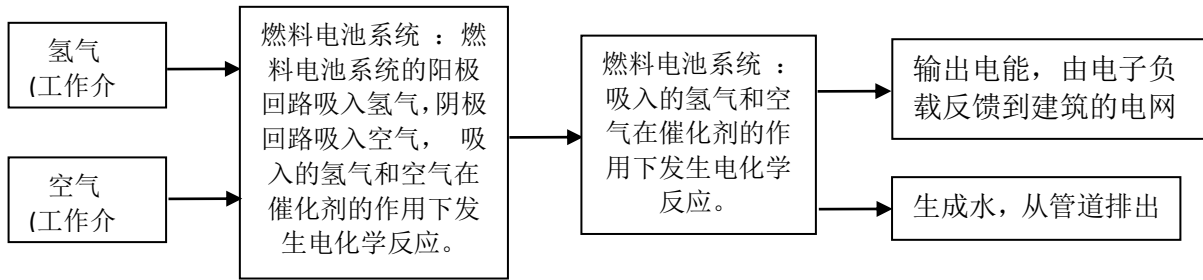 氢气
(工作介
空气
(工作介
燃料电池系统 ：燃
料电池系统的阳极
回路吸入氢气，阴极
回路吸入空气， 吸
入的氢气和空气在
催化剂的作用下发
生电化学反应。
燃料电池系统 ：
吸入的氢气和空
气在催化剂的作
用下发生电化学
反应。
输出电能，由电子负
载反馈到建筑的电网
生成水，从管道排出